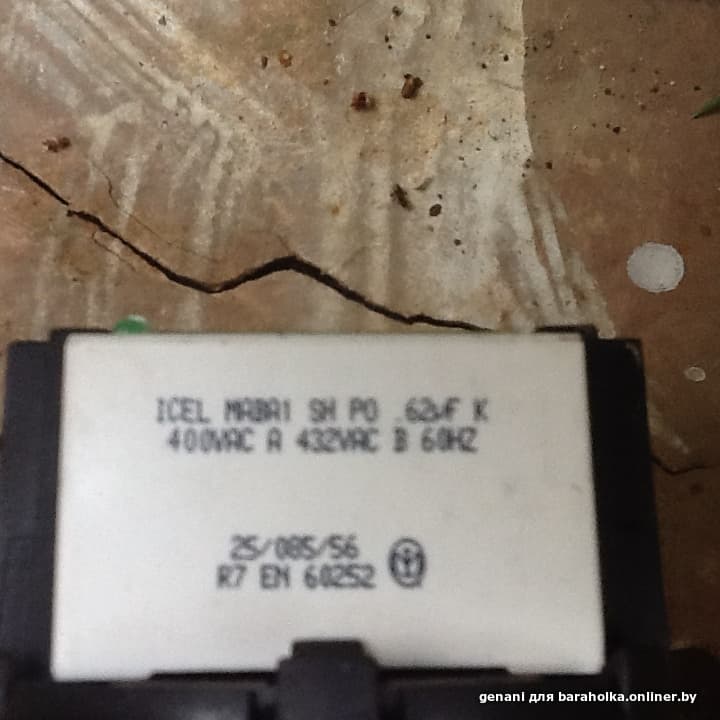 ICEL MABA1 SH PO .62uF K
400VAC A 432VAC B 60HZ
25/085/56
R7 EN 60252
genani для baraholka.onliner.by